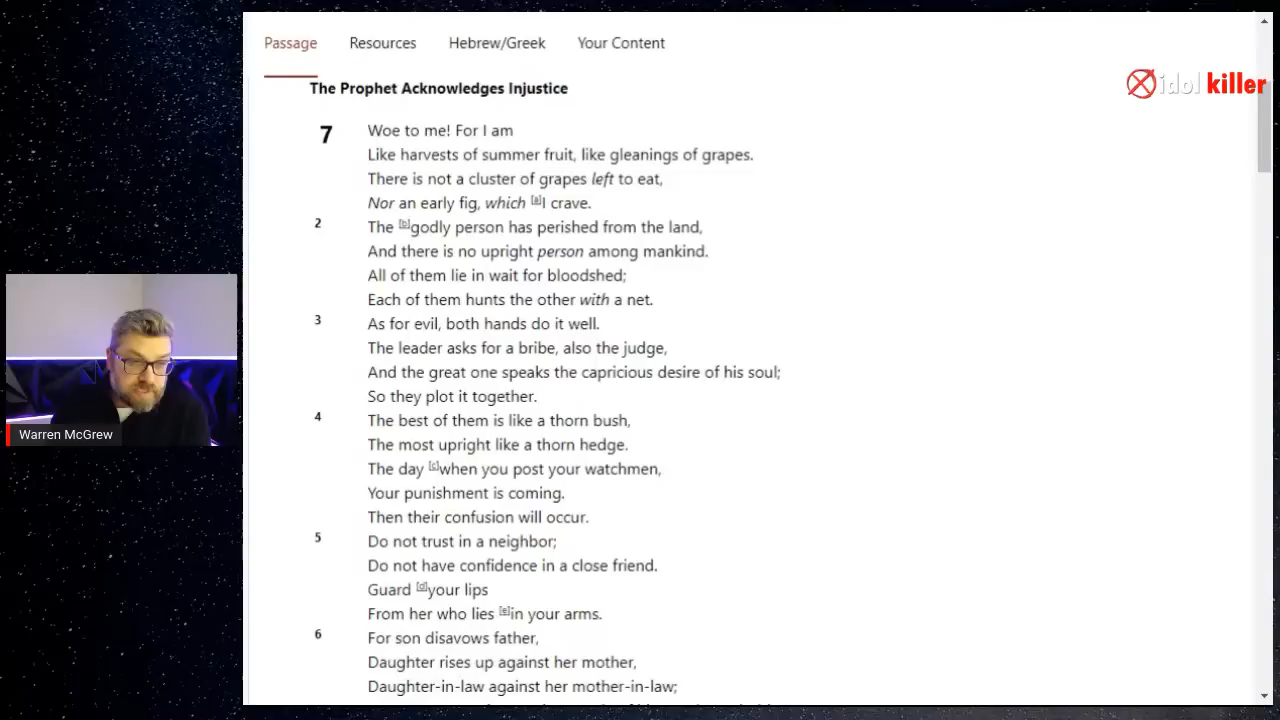 Passage Resources Hebrew/Greek Your Content
idol killer
The Prophet Acknowledges Injustice
7 Woe to me! For I am
Like harvests of summer fruit, like gleanings of grapes.
There is not a cluster of grapes left to eat,
Nor an early fig, which [a]I crave.
2 The [b]godly person has perished from the land,
And there is no upright person among mankind.
All of them lie in wait for bloodshed;
Each of them hunts the other with a net.
3 As for evil, both hands do it well.
The leader asks for a bribe, also the judge,
And the great one speaks the capricious desire of his soul;
So they plot it together.
4 The best of them is like a thorn bush,
The most upright like a thorn hedge.
The day [c]when you post your watchmen,
Your punishment is coming.
Then their confusion will occur.
5 Do not trust in a neighbor;
Do not have confidence in a close friend.
Guard [d]your lips
From her who lies [e]in your arms.
6 For son disavows father,
Daughter rises up against her mother,
Daughter-in-law against her mother-in-law;
Warren McGrew